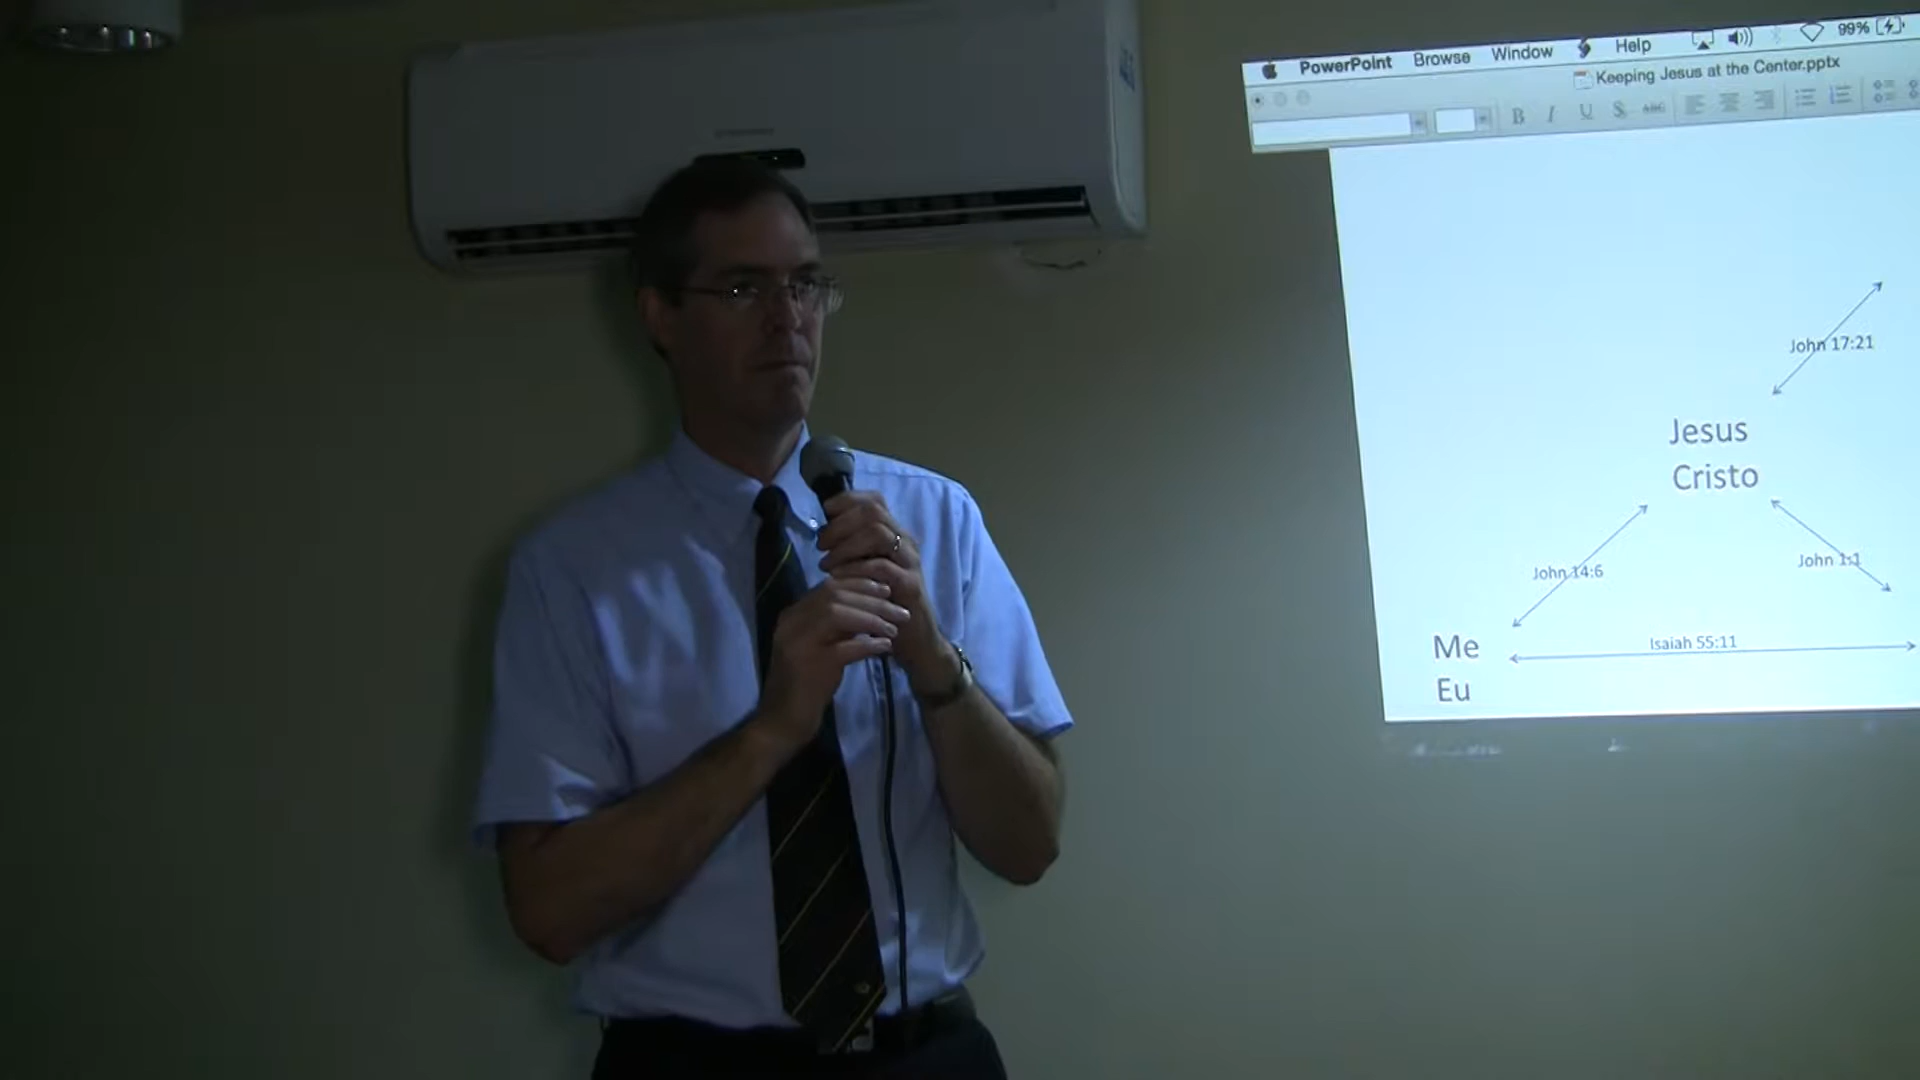 PowerPoint Browse Window Help 99%
Keeping Jesus at the Center.pptx
B I U S ABC
John 17:21
Jesus
Cristo
John 14:6
John 1:1
Me
Eu
Isaiah 55:11